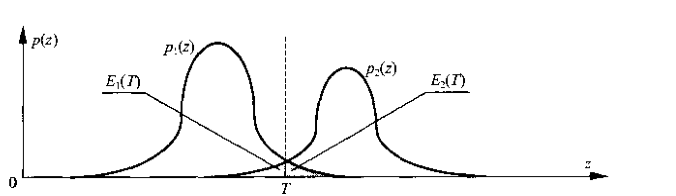 p(z)
p₁(z)
p₂(z)
E₁(T)
E₂(T)
z
0
T